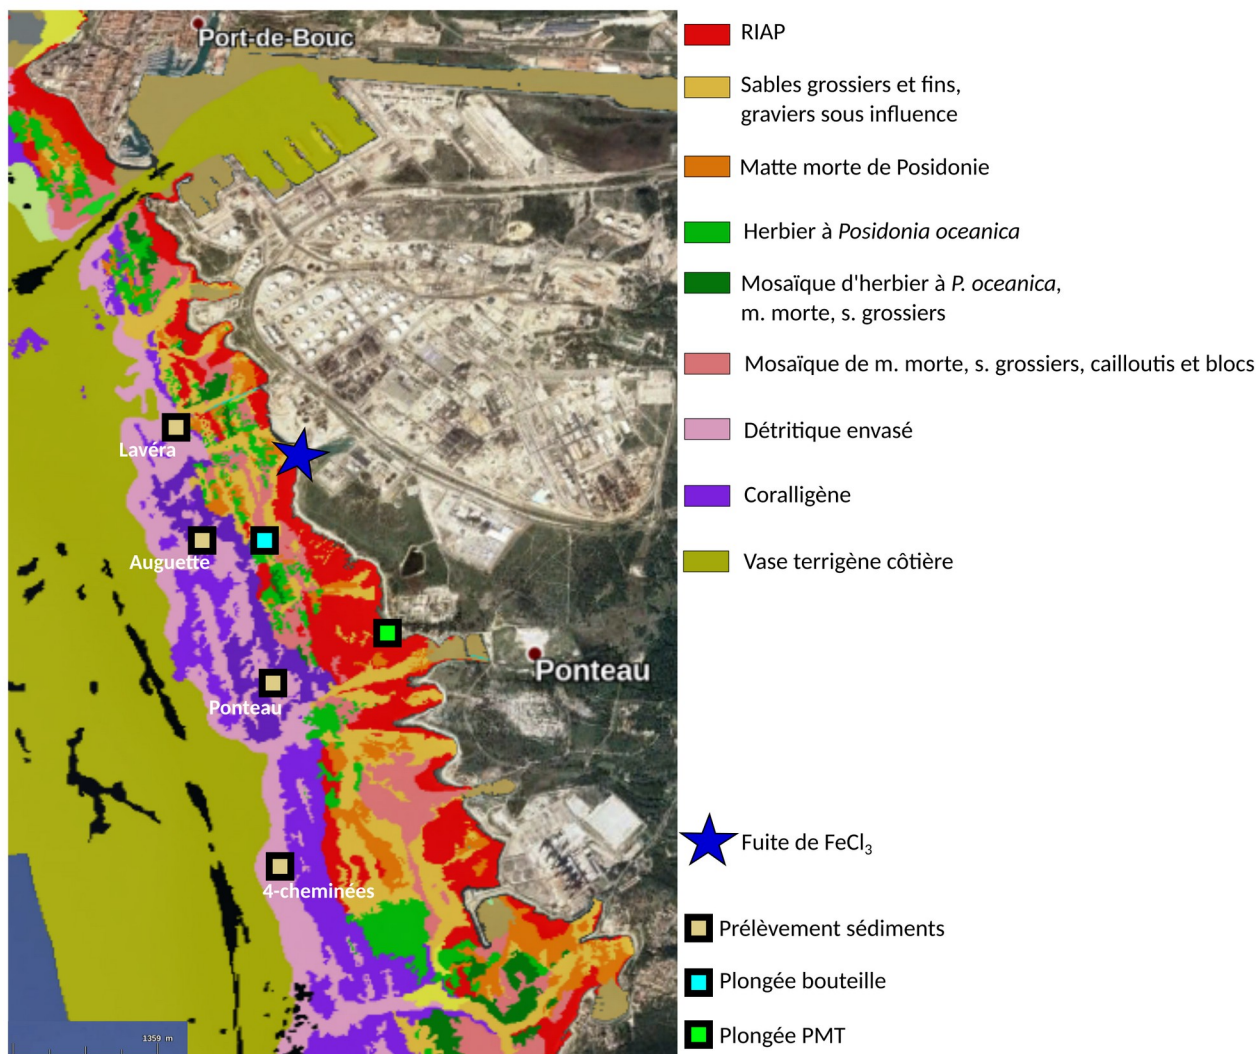 Port-de-Bouc
Lavéra
Auguette
Ponteau
Ponteau
4-cheminées
1359 m
RIAP
Sables grossiers et fins,
graviers sous influence
Matte morte de Posidonie
Herbier à Posidonia oceanica
Mosaïque d'herbier à P. oceanica,
m. morte, s. grossiers
Mosaïque de m. morte, s. grossiers, cailloutis et blocs
Détritique envasé
Coralligène
Vase terrigène côtière
Fuite de FeCl₃
Prélèvement sédiments
Plongée bouteille
Plongée PMT